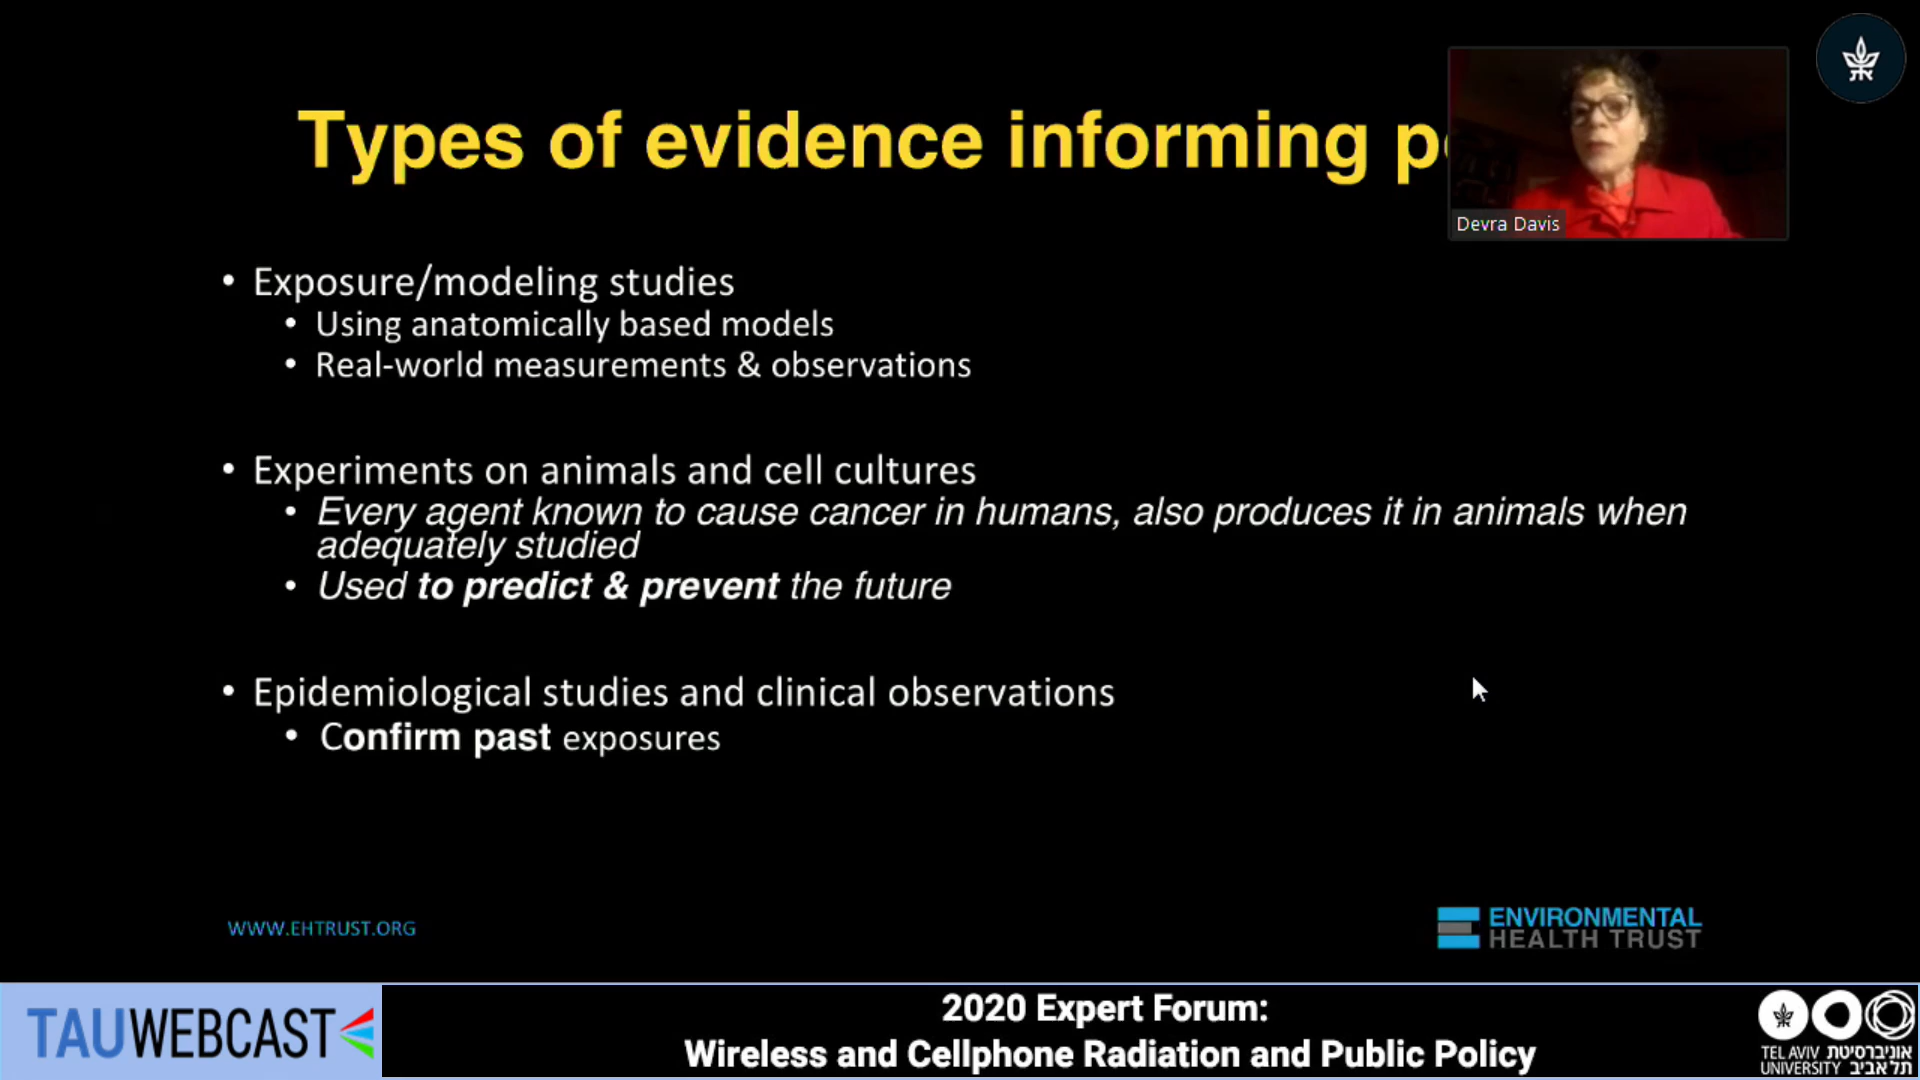 Types of evidence informing
Devra Davis
• Exposure/modeling studies
• Using anatomically based models
• Real-world measurements & observations
• Experiments on animals and cell cultures
• Every agent known to cause cancer in humans, also produces it in animals when
adequately studied
• Used to predict & prevent the future
• Epidemiological studies and clinical observations
• Confirm past exposures
WWW.EHTRUST.ORG
ENVIRONMENTAL
HEALTH TRUST
TAUWEBCAST
2020 Expert Forum:
Wireless and Cellphone Radiation and Public Policy
TEL AVIV אוניברסיטת
UNIVERSITY תל אביב